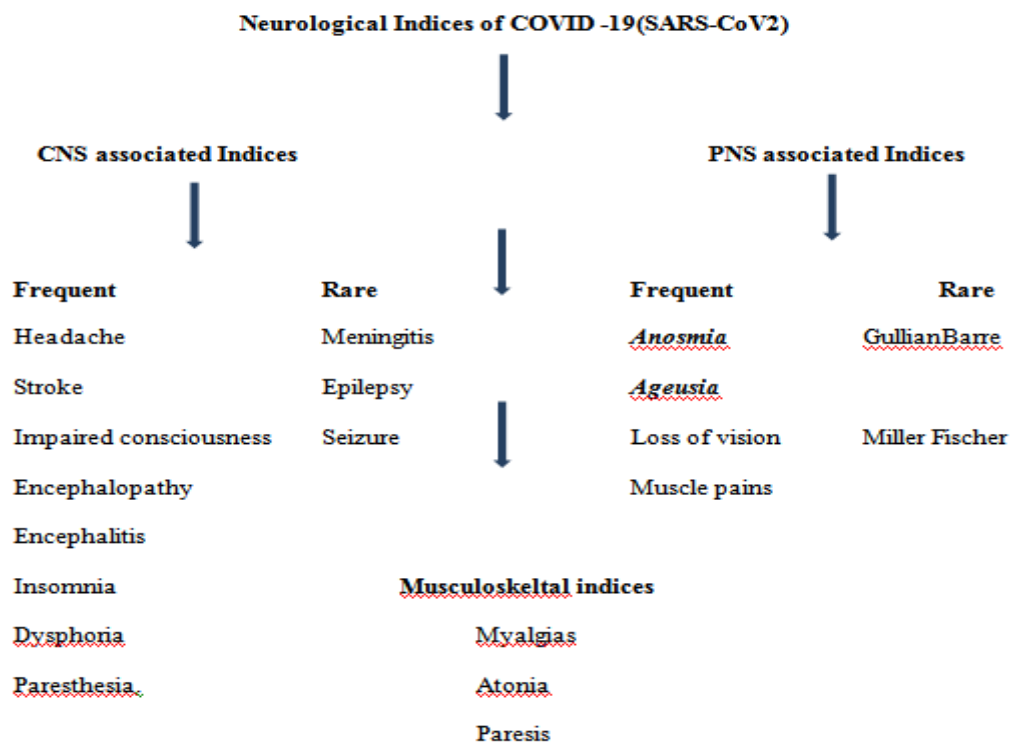 Neurological Indices of COVID -19(SARS-CoV2)
CNS associated Indices PNS associated Indices
Frequent Rare Frequent Rare
Headache Meningitis Anosmia GullianBarre
Stroke Epilepsy Ageusia
Impaired consciousness Seizure Loss of vision Miller Fischer
Encephalopathy Muscle pains
Encephalitis
Insomnia Musculoskeltal indices
Dysphoria Myalgias
Paresthesia. Atonia
Paresis